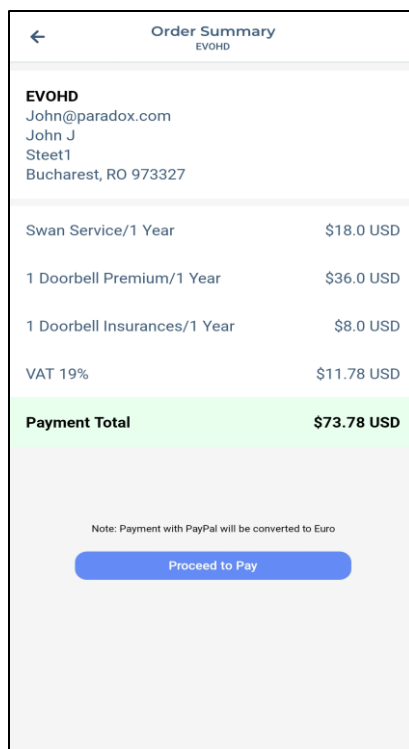 Order Summary
EVOHD
EVOHD
John@paradox.com
John J
Steet1
Bucharest, RO 973327
Swan Service/1 Year $18.0 USD
1 Doorbell Premium/1 Year $36.0 USD
1 Doorbell Insurances/1 Year $8.0 USD
VAT 19% $11.78 USD
Payment Total $73.78 USD
Note: Payment with PayPal will be converted to Euro
Proceed to Pay